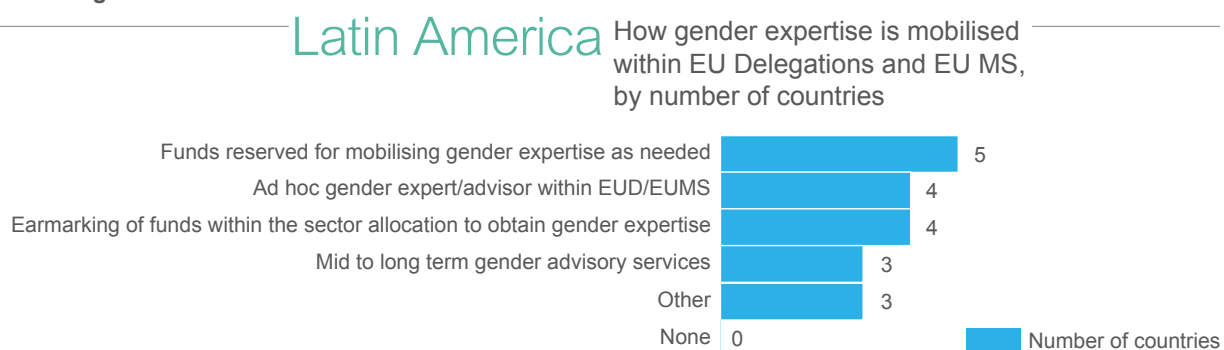 Latin America
How gender expertise is mobilised
within EU Delegations and EU MS,
by number of countries
Funds reserved for mobilising gender expertise as needed 5
Ad hoc gender expert/advisor within EUD/EUMS 4
Earmarking of funds within the sector allocation to obtain gender expertise 4
Mid to long term gender advisory services 3
Other 3
None 0
Number of countries